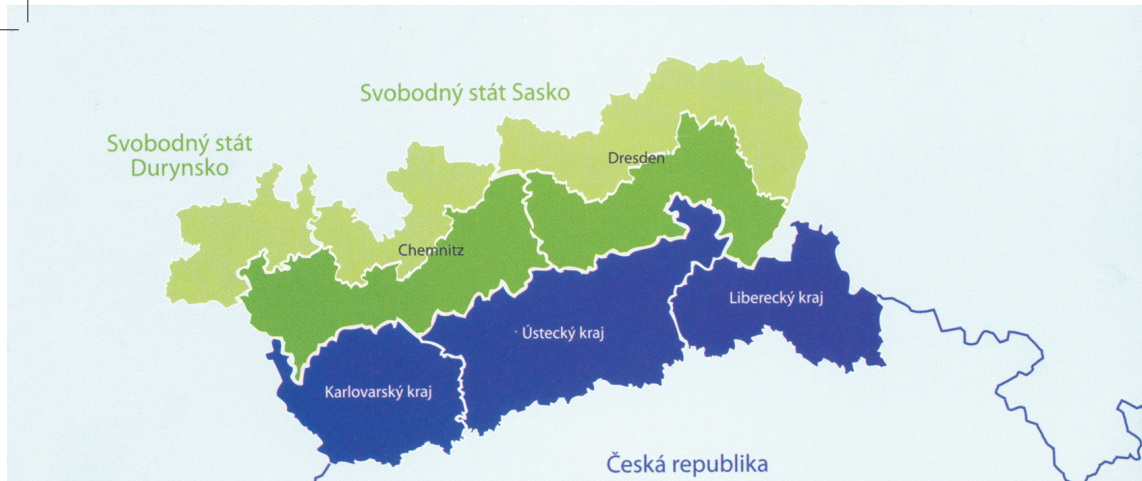 Svobodný stát Sasko
Svobodný stát
Durynsko
Dresden
Chemnitz
Liberecký kraj
Ústecký kraj
Karlovarský kraj
Česká republika